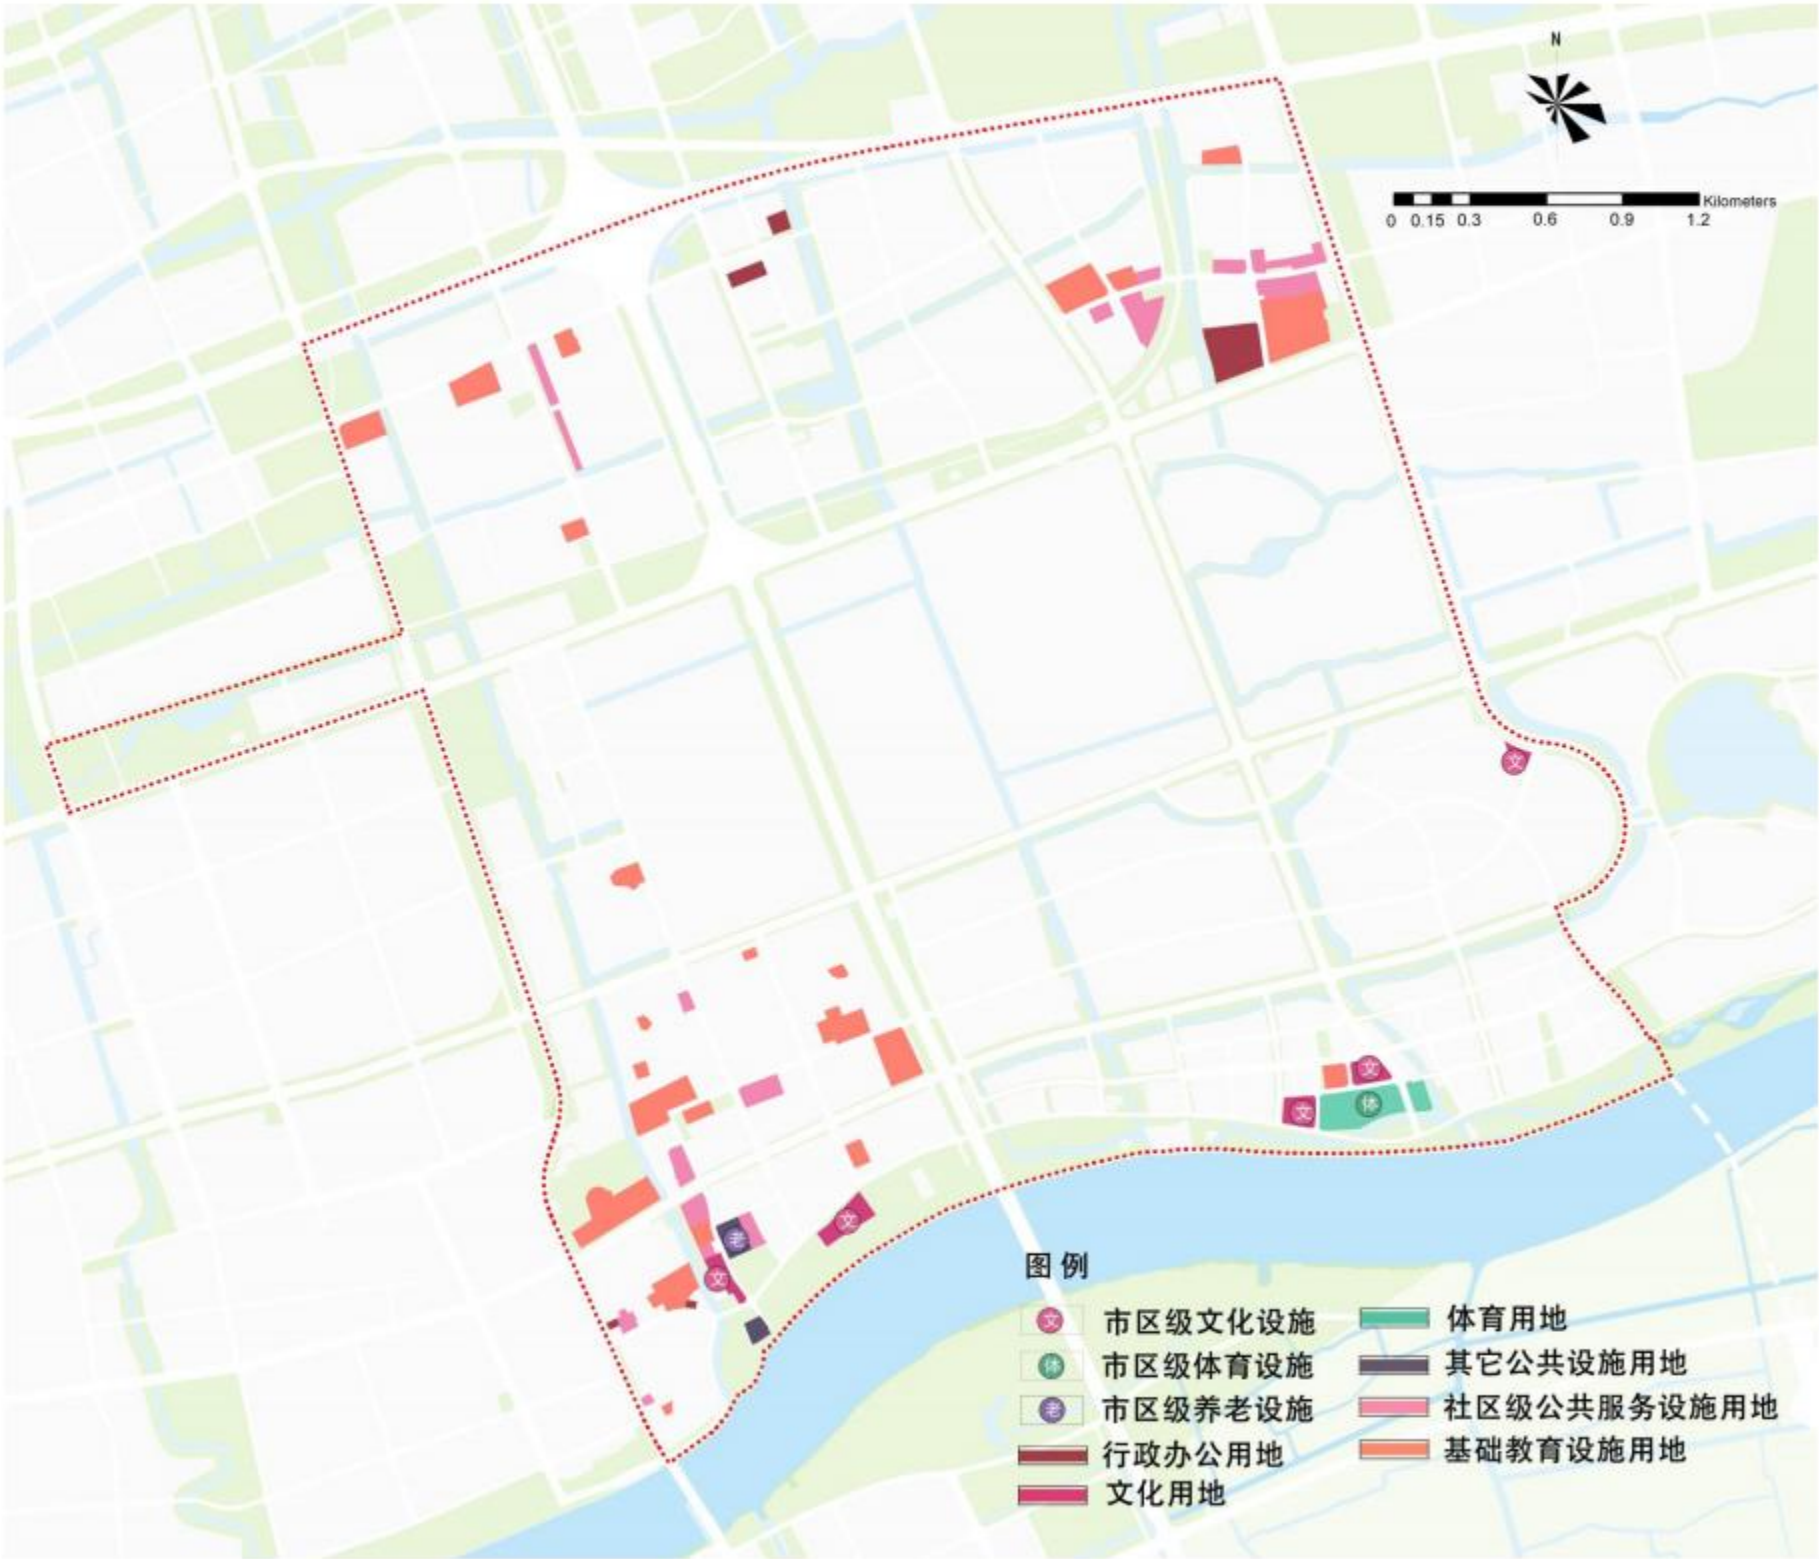 N
Kilometers
0 0.15 0.3 0.6 0.9 1.2
文
文
文
休
文
老
文
图例
文 市区级文化设施
休 市区级体育设施
老 市区级养老设施
行政办公用地
文化用地
体育用地
其它公共设施用地
社区级公共服务设施用地
基础教育设施用地